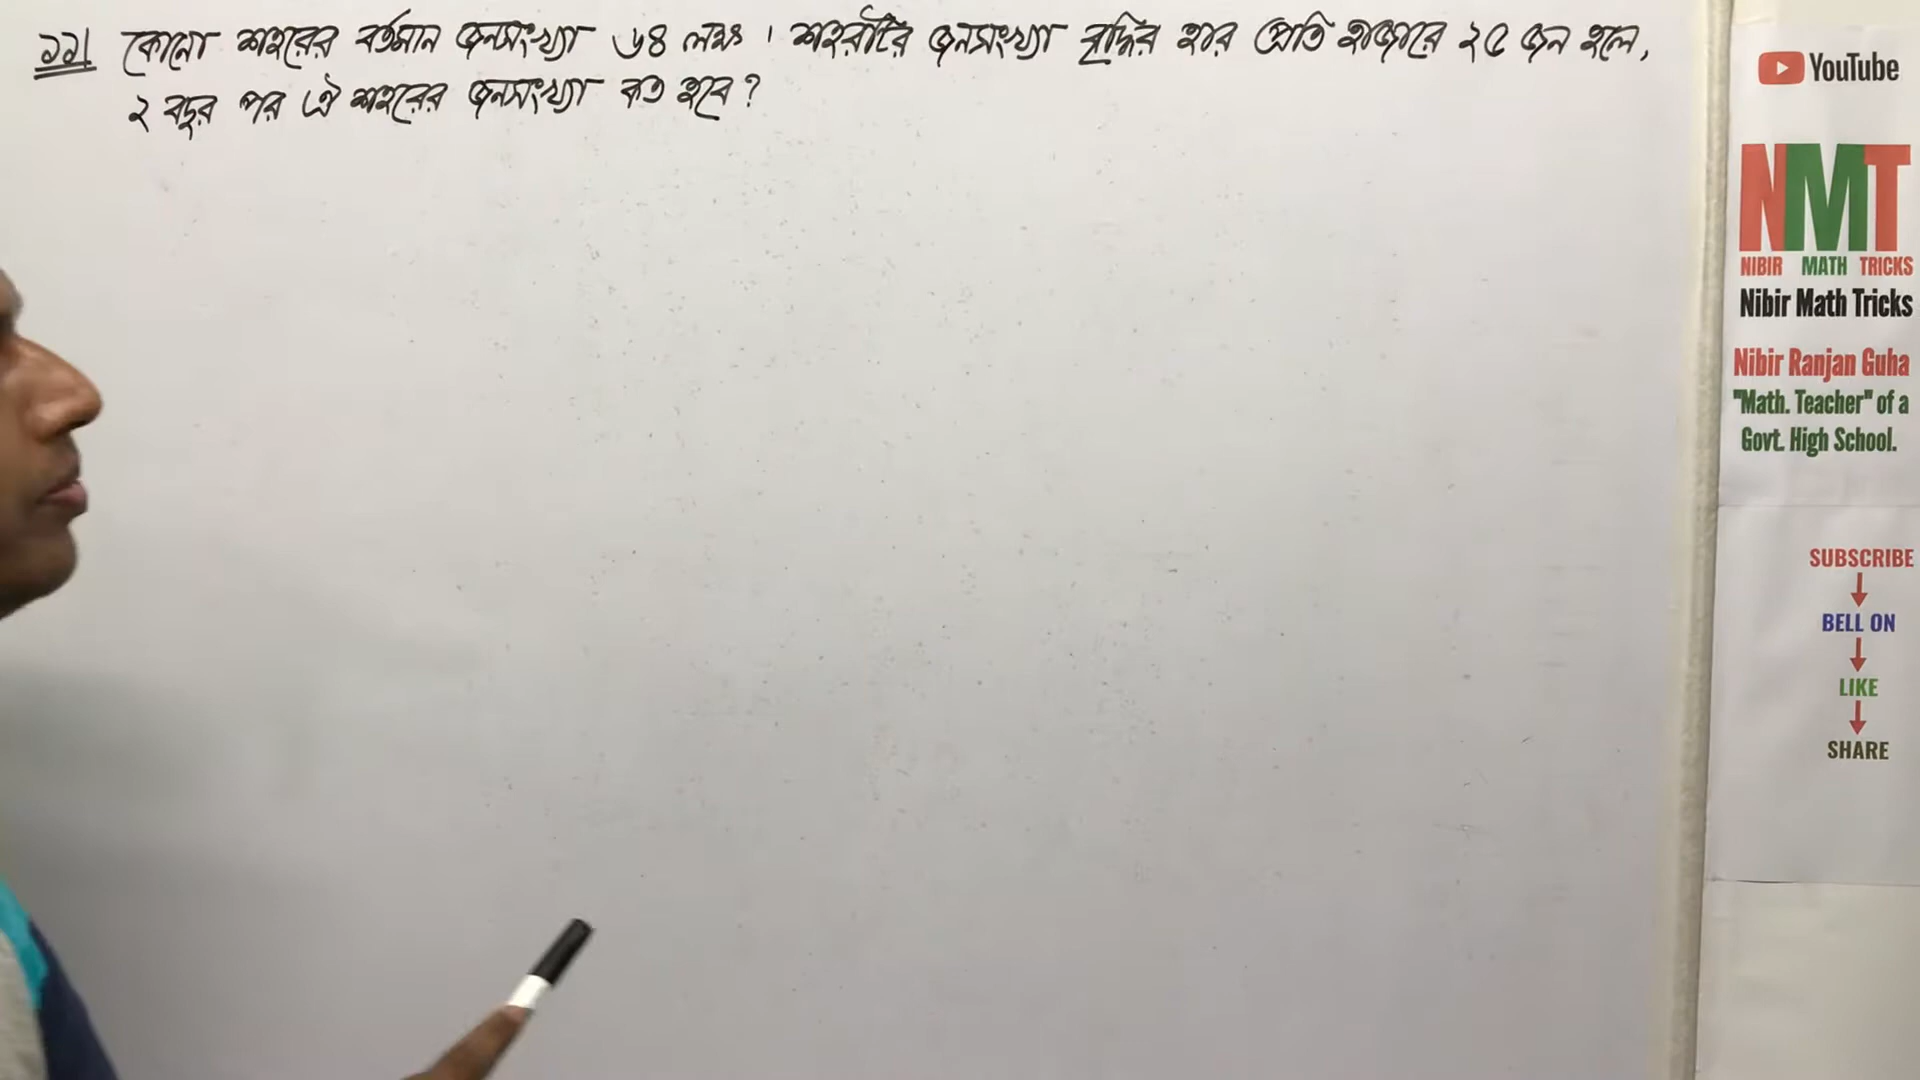 ১১। কোনো শহরের বর্তমান জনসংখ্যা ৬৪ লক্ষ। শহরটির জনসংখ্যা বৃদ্ধির হার প্রতি হাজারে ২৫ জন হলে,
২ বছর পর ঐ শহরের জনসংখ্যা কত হবে?
YouTube
NMT
NIBIR MATH TRICKS
Nibir Math Tricks
Nibir Ranjan Guha
"Math. Teacher" of a
Govt. High School.
SUBSCRIBE
BELL ON
LIKE
SHARE